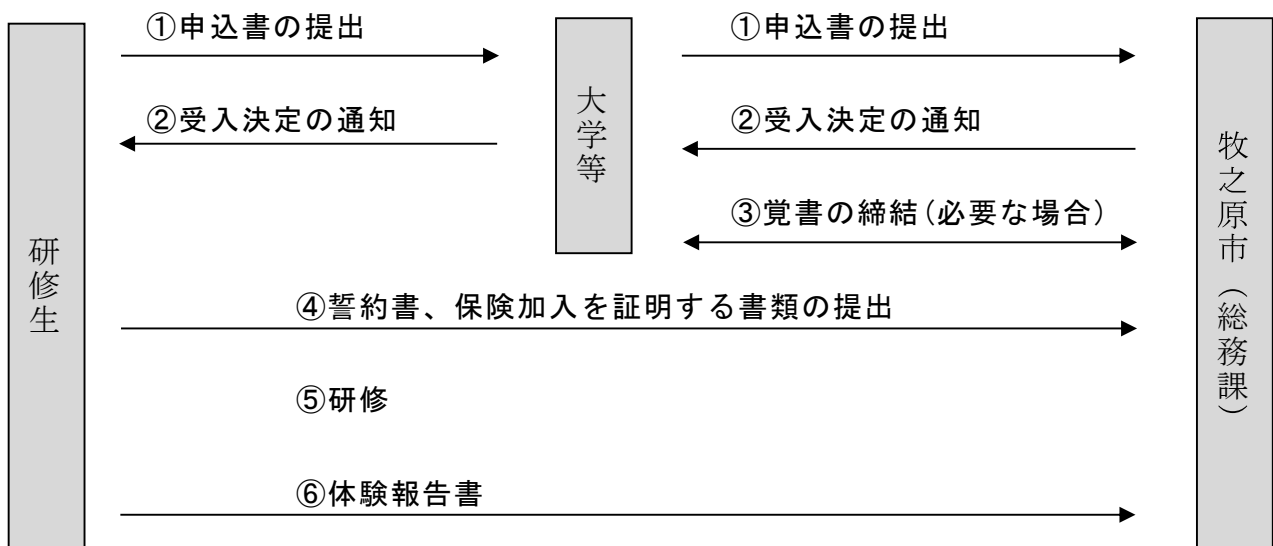 ①申込書の提出
①申込書の提出
②受入決定の通知
②受入決定の通知
大学等
③覚書の締結(必要な場合)
研修生
牧之原市(総務課)
④誓約書、保険加入を証明する書類の提出
⑤研修
⑥体験報告書